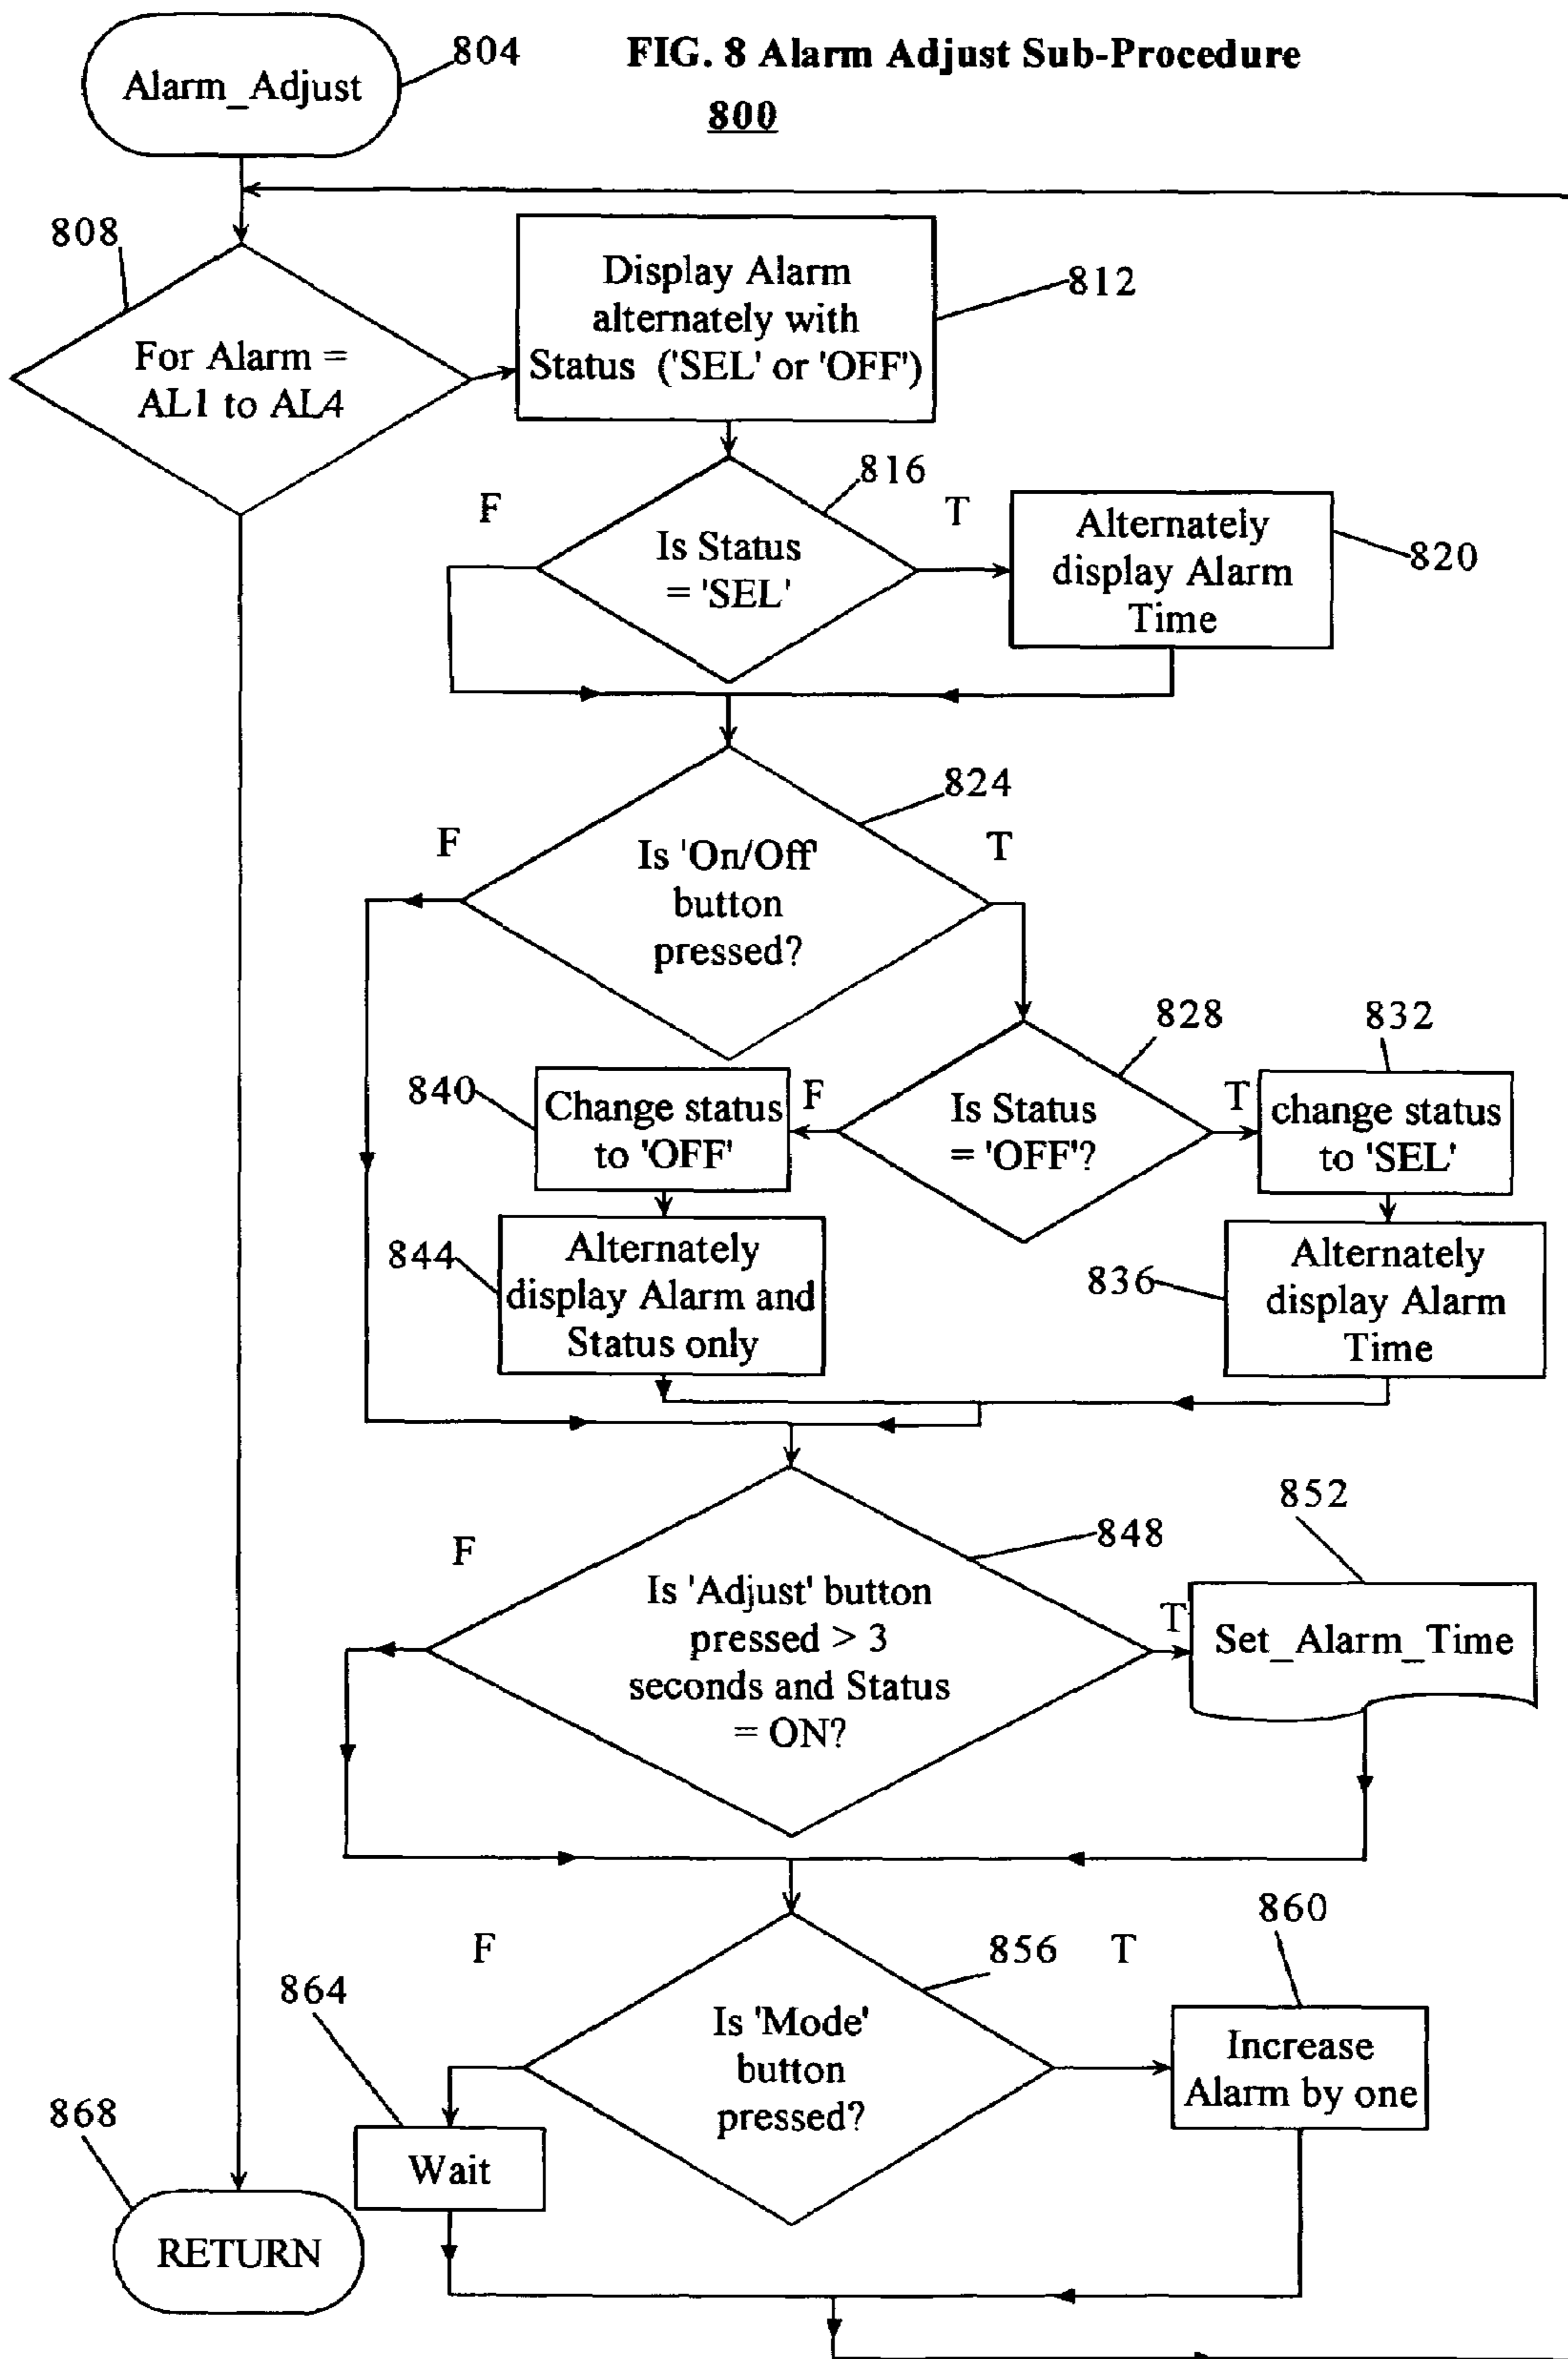 FIG. 8 Alarm Adjust Sub-Procedure
800
804
Alarm_Adjust
808
For Alarm =
AL1 to AL4
Display Alarm
alternately with
Status ('SEL' or 'OFF')
812
816
F
T
Is Status
= 'SEL'
Alternately
display Alarm
Time
820
824
F
T
Is 'On/Off'
button
pressed?
828
832
840
Change status
to 'OFF'
F
Is Status
= 'OFF'?
T
change status
to 'SEL'
844
Alternately
display Alarm and
Status only
836
Alternately
display Alarm
Time
848
852
F
Is 'Adjust' button
pressed > 3
seconds and Status
= ON?
T
Set_Alarm_Time
856
860
F
T
864
Is 'Mode'
button
pressed?
Increase
Alarm by one
868
Wait
RETURN